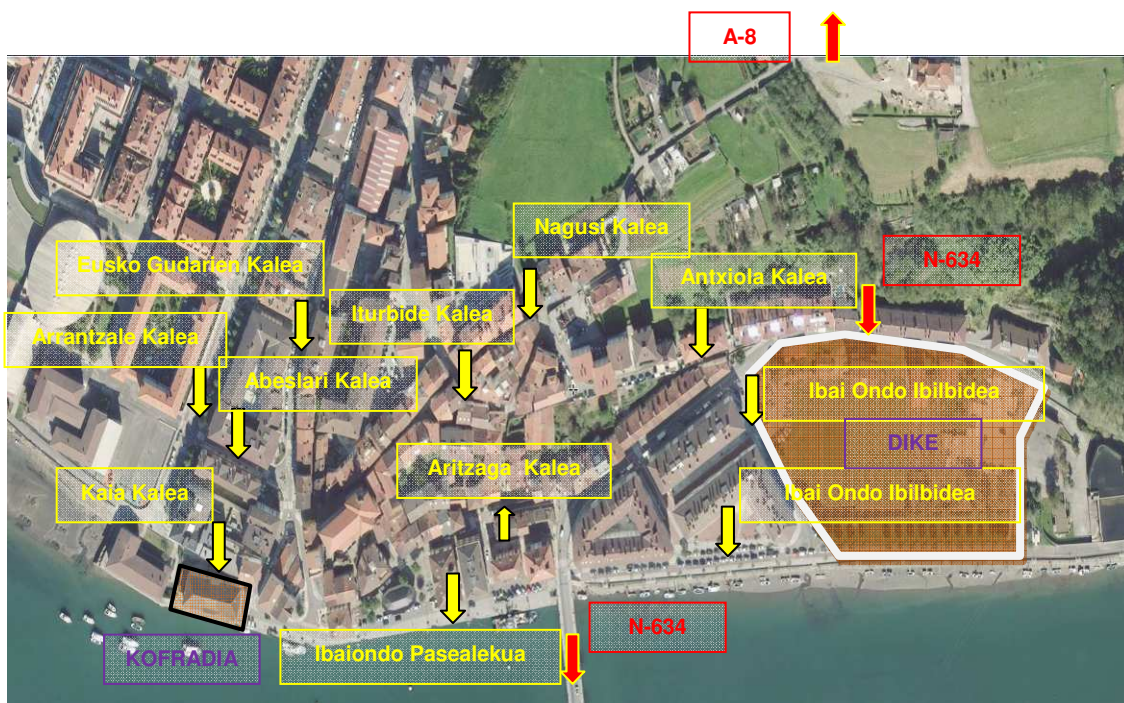 A-8
Nagusi Kalea
Eusko Gudarien Kalea
Antxiola Kalea
N-634
Iturbide Kalea
Arrantzale Kalea
Abeslari Kalea
Ibai Ondo Ibilbidea
DIKE
Aritzaga Kalea
Kaia Kalea
Ibai Ondo Ibilbidea
N-634
KOFRADIA
Ibaiondo Pasealekua